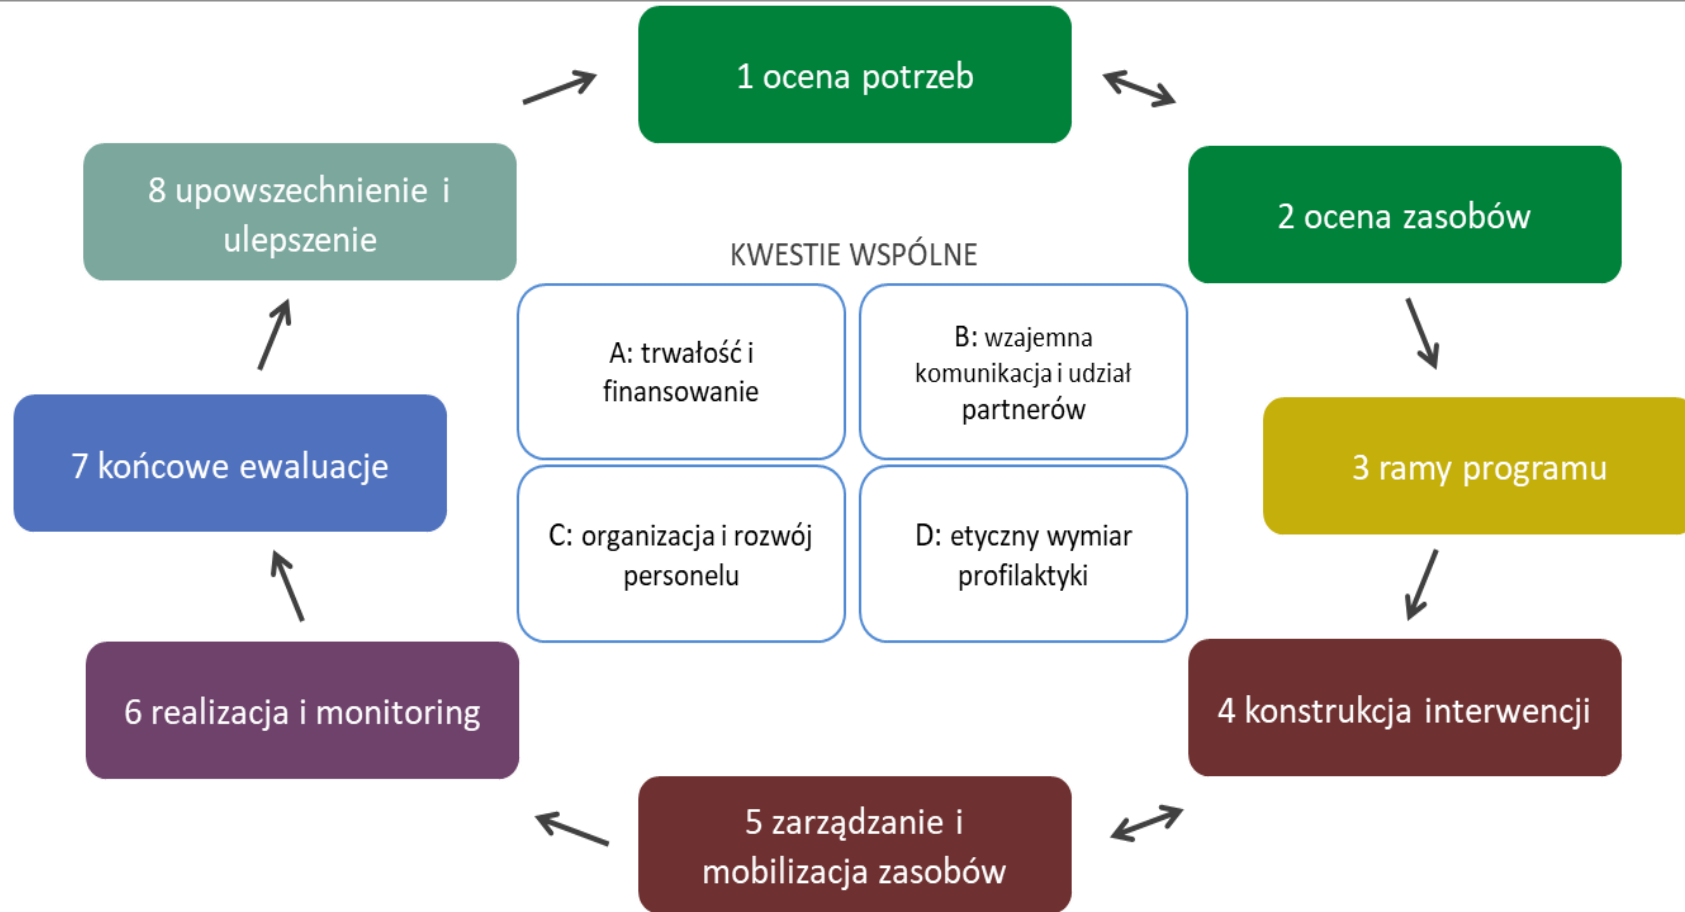 1 ocena potrzeb
2 ocena zasobów
8 upowszechnienie i
ulepszenie
KWESTIE WSPÓLNE
A: trwałość i
finansowanie
B: wzajemna
komunikacja i udział
partnerów
7 końcowe ewaluacje
3 ramy programu
C: organizacja i rozwój
personelu
D: etyczny wymiar
profilaktyki
6 realizacja i monitoring
4 konstrukcja interwencji
5 zarządzanie i
mobilizacja zasobów